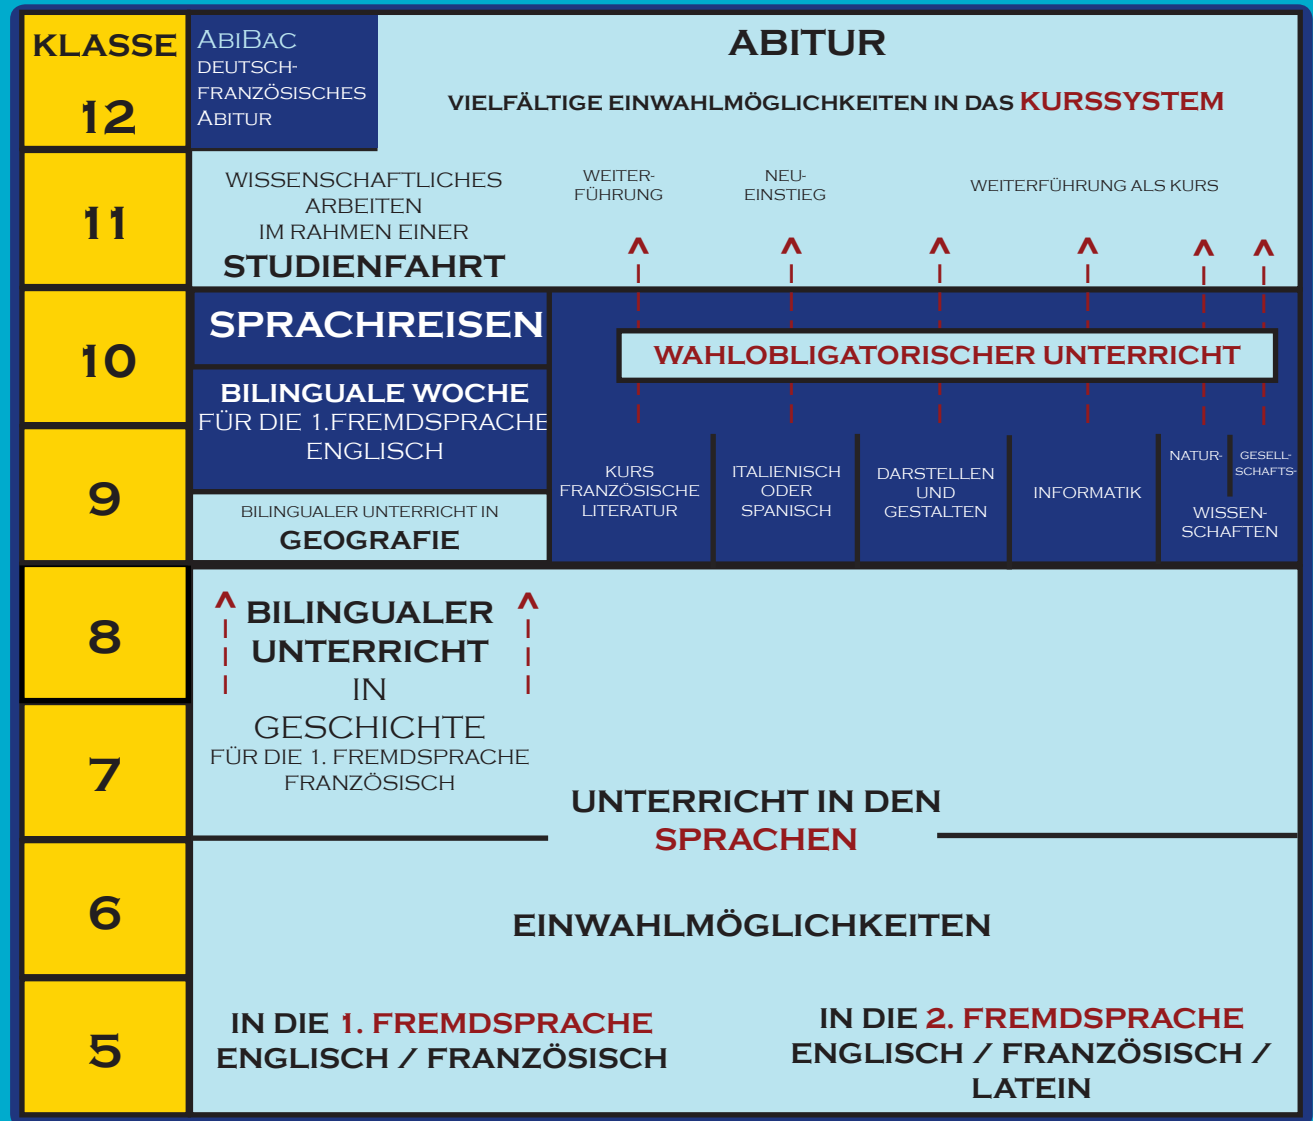 KLASSE
12
ABIBAC
DEUTSCH-
FRANZÖSISCHES
ABITUR
ABITUR
VIELFÄLTIGE EINWAHLMÖGLICHKEITEN IN DAS KURSSYSTEM
11
WISSENSCHAFTLICHES
ARBEITEN
IM RAHMEN EINER
STUDIENFAHRT
WEITER-
FÜHRUNG
NEU-
EINSTIEG
WEITERFÜHRUNG ALS KURS
10
SPRACHREISEN
WAHLOBLIGATORISCHER UNTERRICHT
BILINGUALE WOCHE
FÜR DIE 1.FREMDSPRACHE
ENGLISCH
9
BILINGUALER UNTERRICHT IN
GEOGRAFIE
KURS
FRANZÖSISCHE
LITERATUR
ITALIENISCH
ODER
SPANISCH
DARSTELLEN
UND
GESTALTEN
INFORMATIK
NATUR-
GESELL-
SCHAFTS-
WISSEN-
SCHAFTEN
8
BILINGUALER
UNTERRICHT
IN
GESCHICHTE
FÜR DIE 1. FREMDSPRACHE
FRANZÖSISCH
7
UNTERRICHT IN DEN
SPRACHEN
6
EINWAHLMÖGLICHKEITEN
5
IN DIE 1. FREMDSPRACHE
ENGLISCH / FRANZÖSISCH
IN DIE 2. FREMDSPRACHE
ENGLISCH / FRANZÖSISCH /
LATEIN